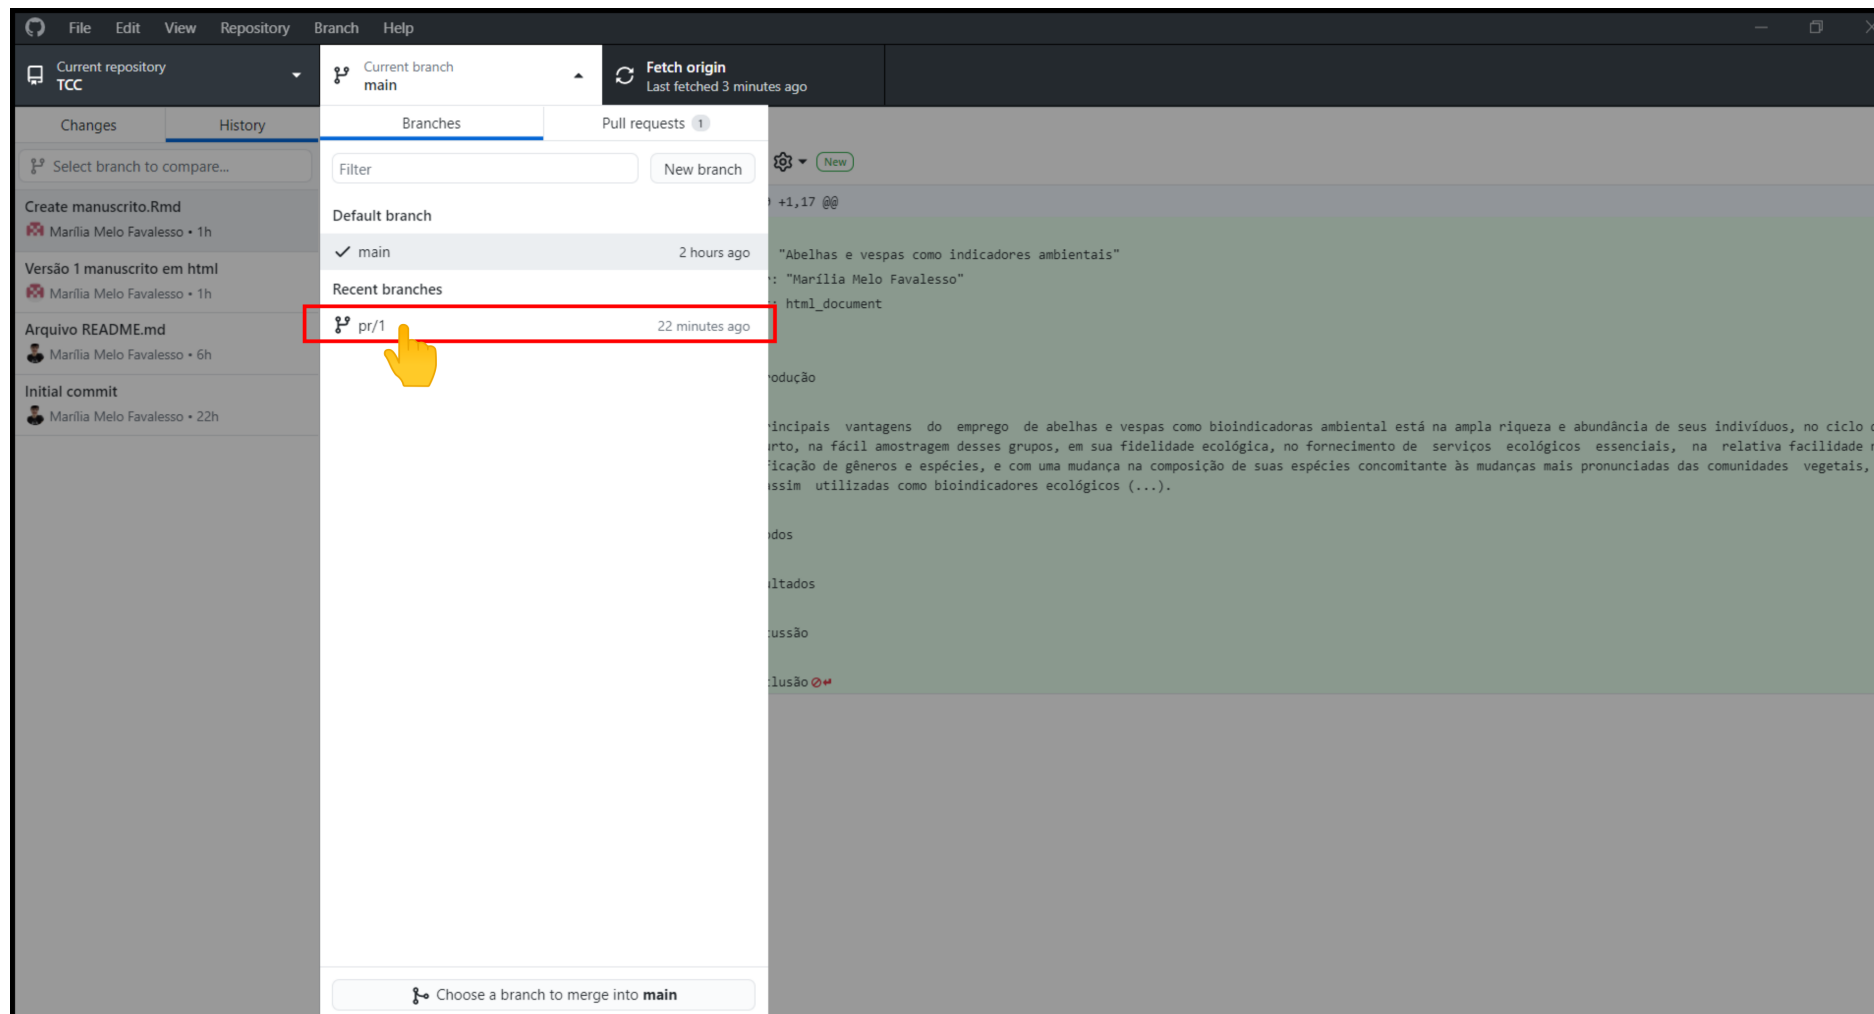 File Edit View Repository Branch Help
Current repository
TCC
Current branch
main
Fetch origin
Last fetched 3 minutes ago
Changes History
Select branch to compare...
Create manuscrito.Rmd
Marília Melo Favalesso • 1h
Versão 1 manuscrito em html
Marília Melo Favalesso • 1h
Arquivo README.md
Marília Melo Favalesso • 6h
Initial commit
Marília Melo Favalesso • 22h
Branches Pull requests 1
Filter New branch
Default branch
main 2 hours ago
Recent branches
pr/1 22 minutes ago
Choose a branch to merge into main
New
+1,17 @@
"Abelhas e vespas como indicadores ambientais"
: "Marília Melo Favalesso"
: html_document
odução
incipais vantagens do emprego de abelhas e vespas como bioindicadoras ambiental está na ampla riqueza e abundância de seus indivíduos, no ciclo
rto, na fácil amostragem desses grupos, em sua fidelidade ecológica, no fornecimento de serviços ecológicos essenciais, na relativa facilidade
ficação de gêneros e espécies, e com uma mudança na composição de suas espécies concomitante às mudanças mais pronunciadas das comunidades vegetais,
ssim utilizadas como bioindicadores ecológicos (...).
dos
ltados
ussão
clusão